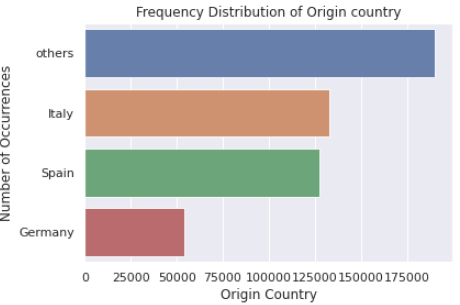 Frequency Distribution of Origin country
Number of Occurrences
others
Italy
Spain
Germany
0 25000 50000 75000 100000 125000 150000 175000
Origin Country